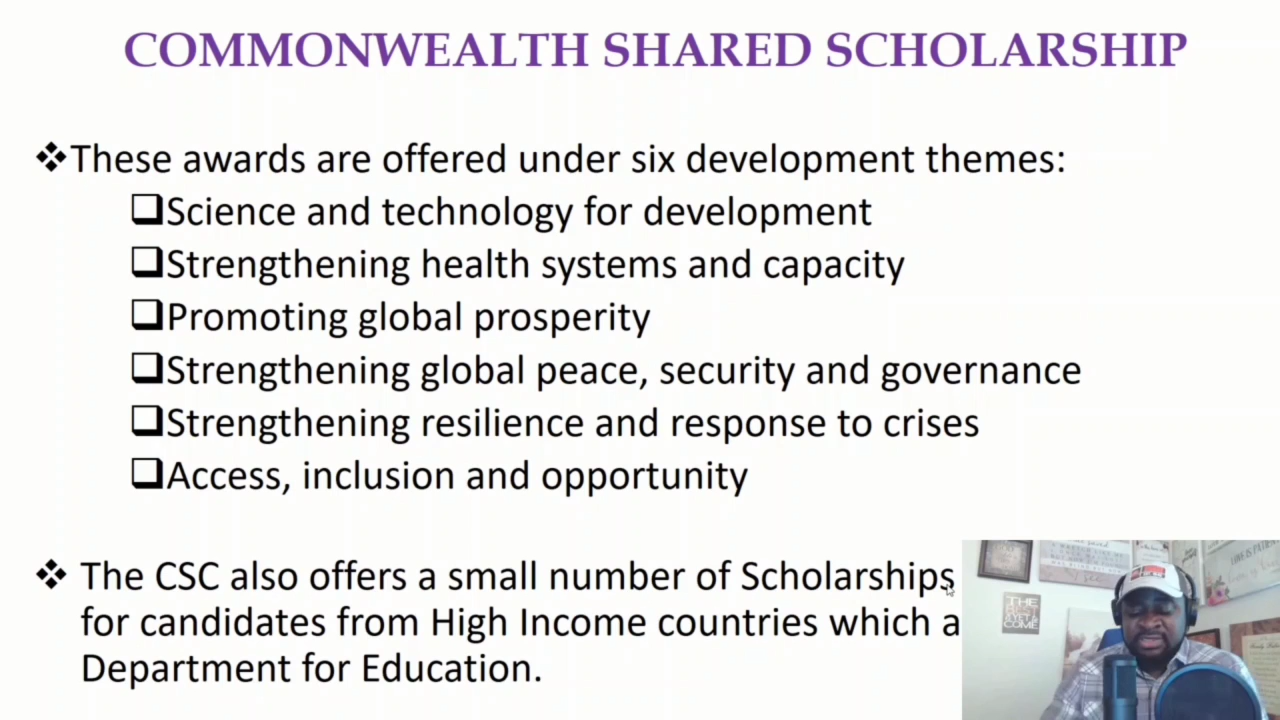 COMMONWEALTH SHARED SCHOLARSHIP
These awards are offered under six development themes:
Science and technology for development
Strengthening health systems and capacity
Promoting global prosperity
Strengthening global peace, security and governance
Strengthening resilience and response to crises
Access, inclusion and opportunity
The CSC also offers a small number of Scholarships
for candidates from High Income countries which a
Department for Education.
THE
COME